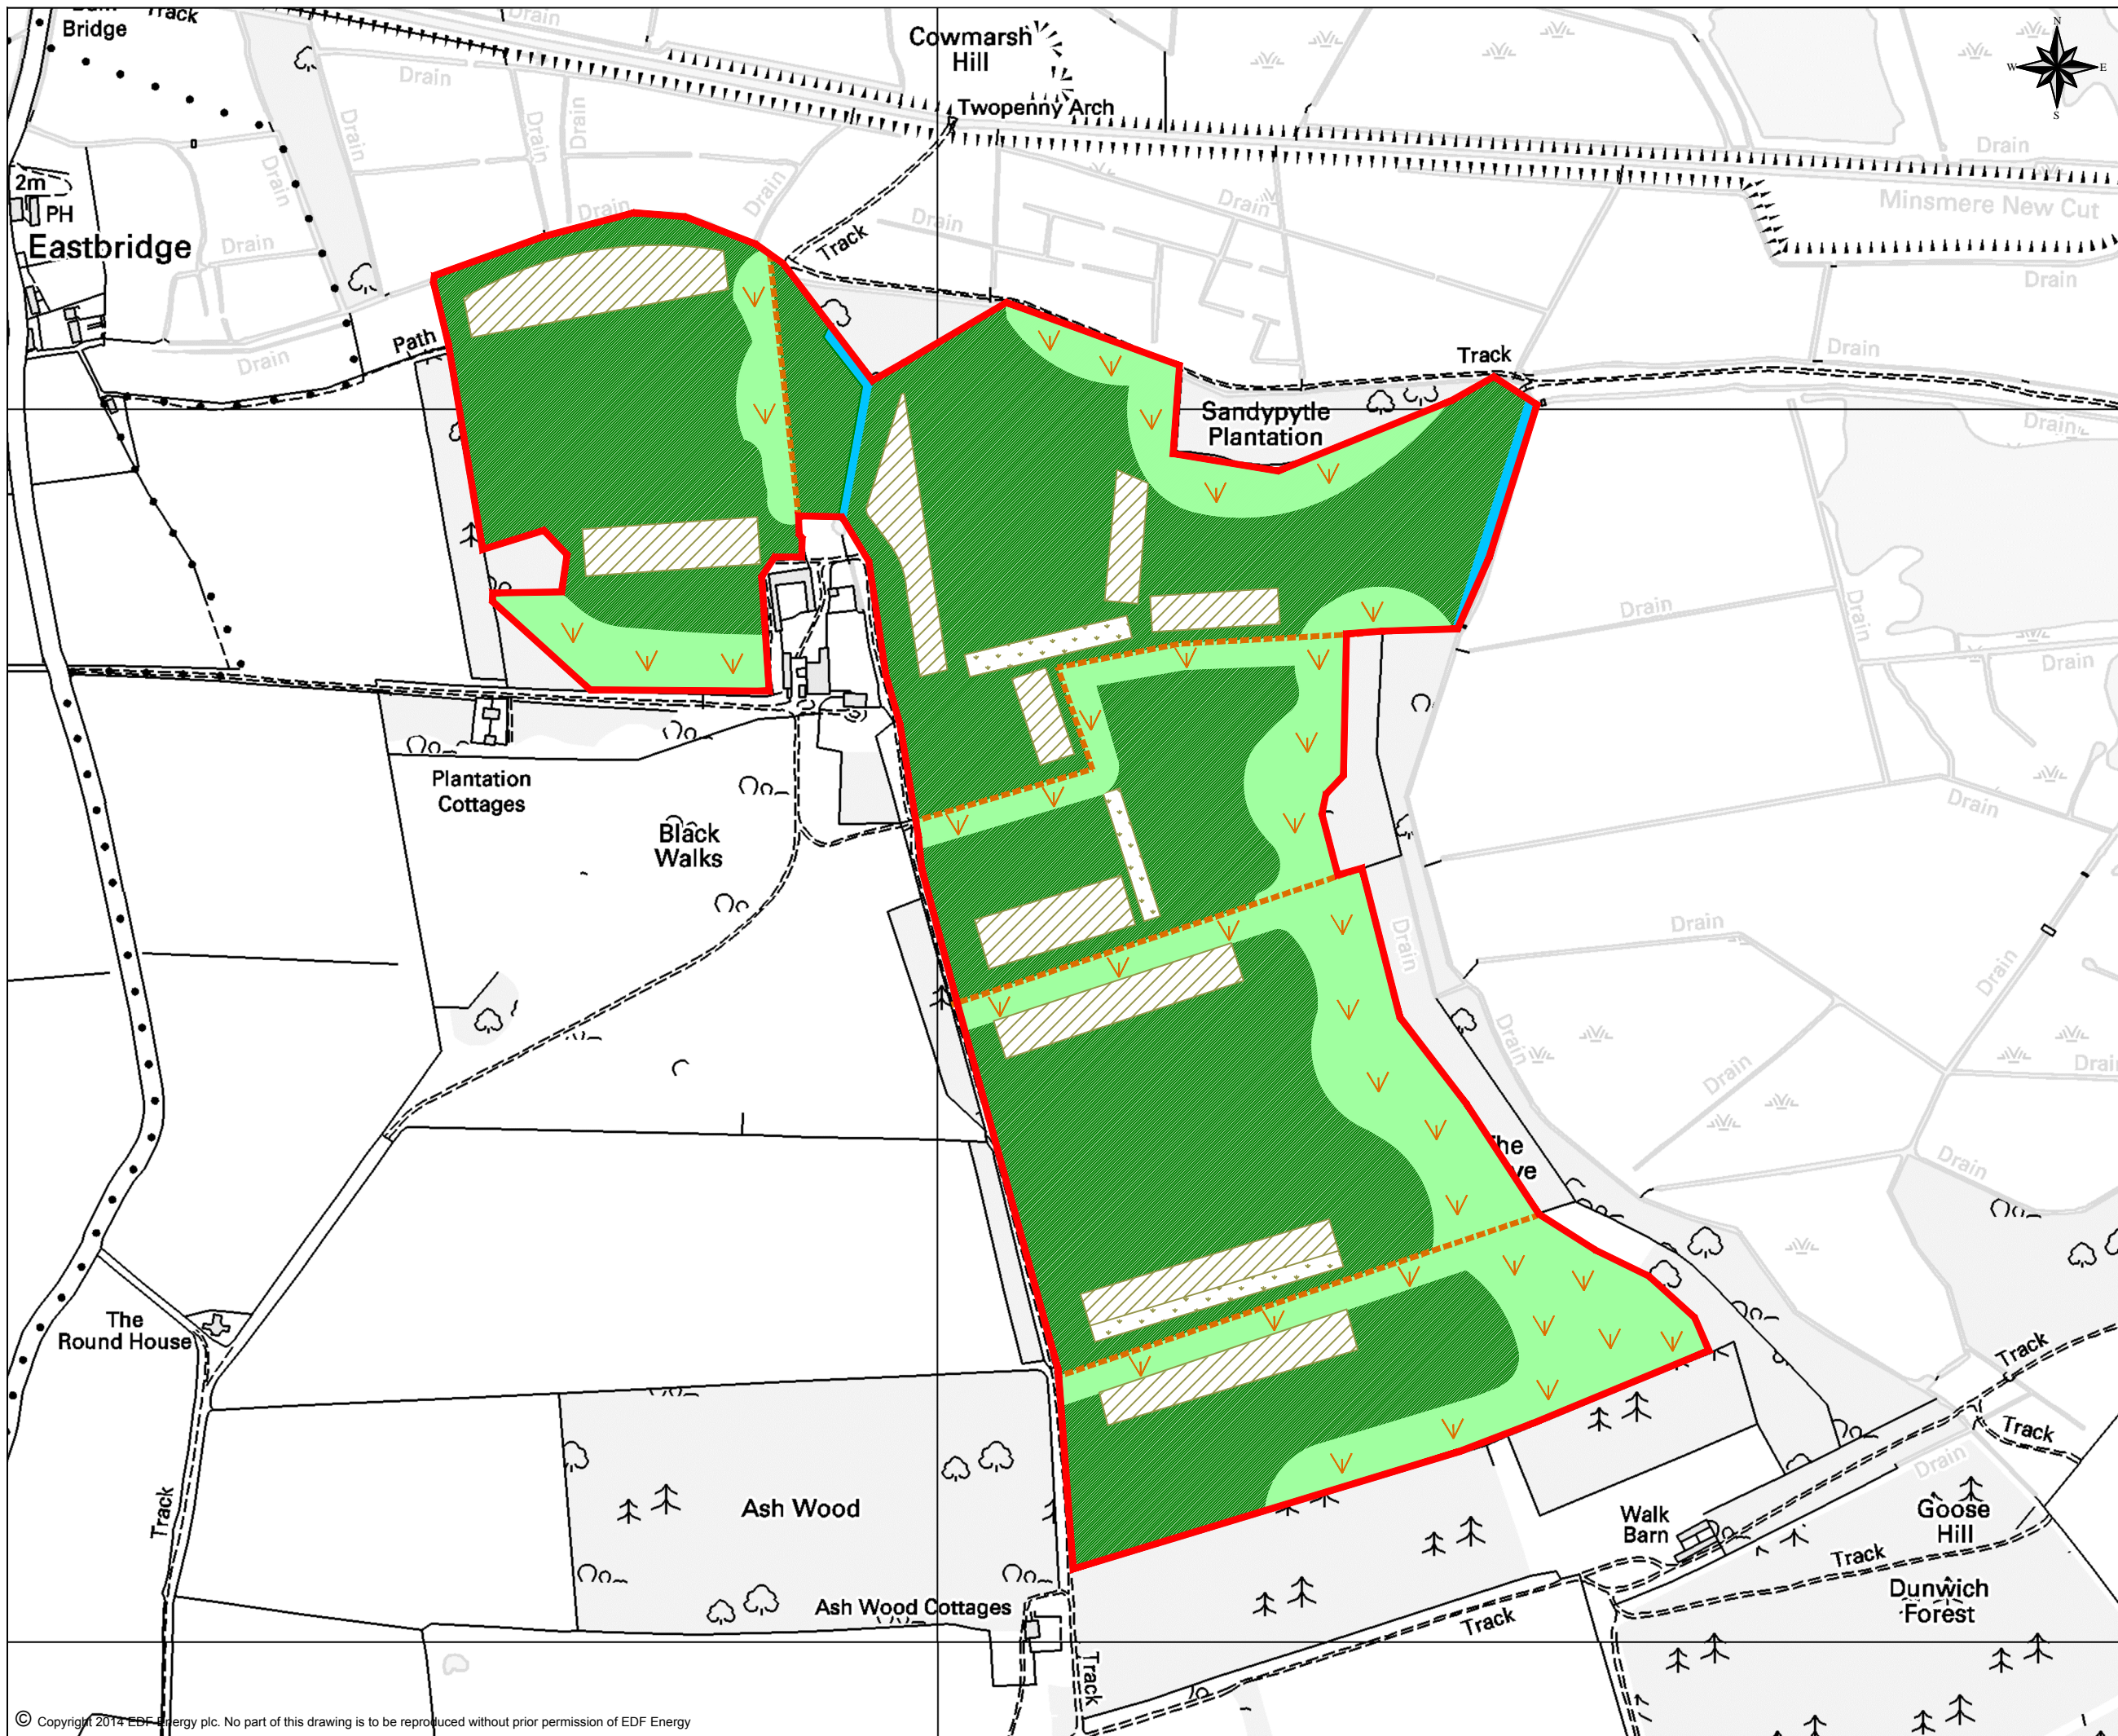 Track
Drain
Bridge
Cowmarsh
Hill
N
W
E
S
Drain
Twopenny Arch
Drain
Drain
Drain
Drain
Drain
Drain
2m
PH
Drain
Drain
Drain
Drain
Minsmere New Cut
Eastbridge
Drain
Track
Drain
Path
Drain
Track
Drain
Sandypytle
Plantation
Drain
Drain
Drain
Drain
Plantation
Cottages
Drain
Black
Walks
Drain
Drain
Drain
Drain
Drain
Drain
The
Round House
Track
Track
Drain
Track
Ash Wood
Walk
Barn
Goose
Hill
Track
Dunwich
Forest
Ash Wood Cottages
Track
Track
© Copyright 2014 EDF Energy plc. No part of this drawing is to be reproduced without prior permission of EDF Energy